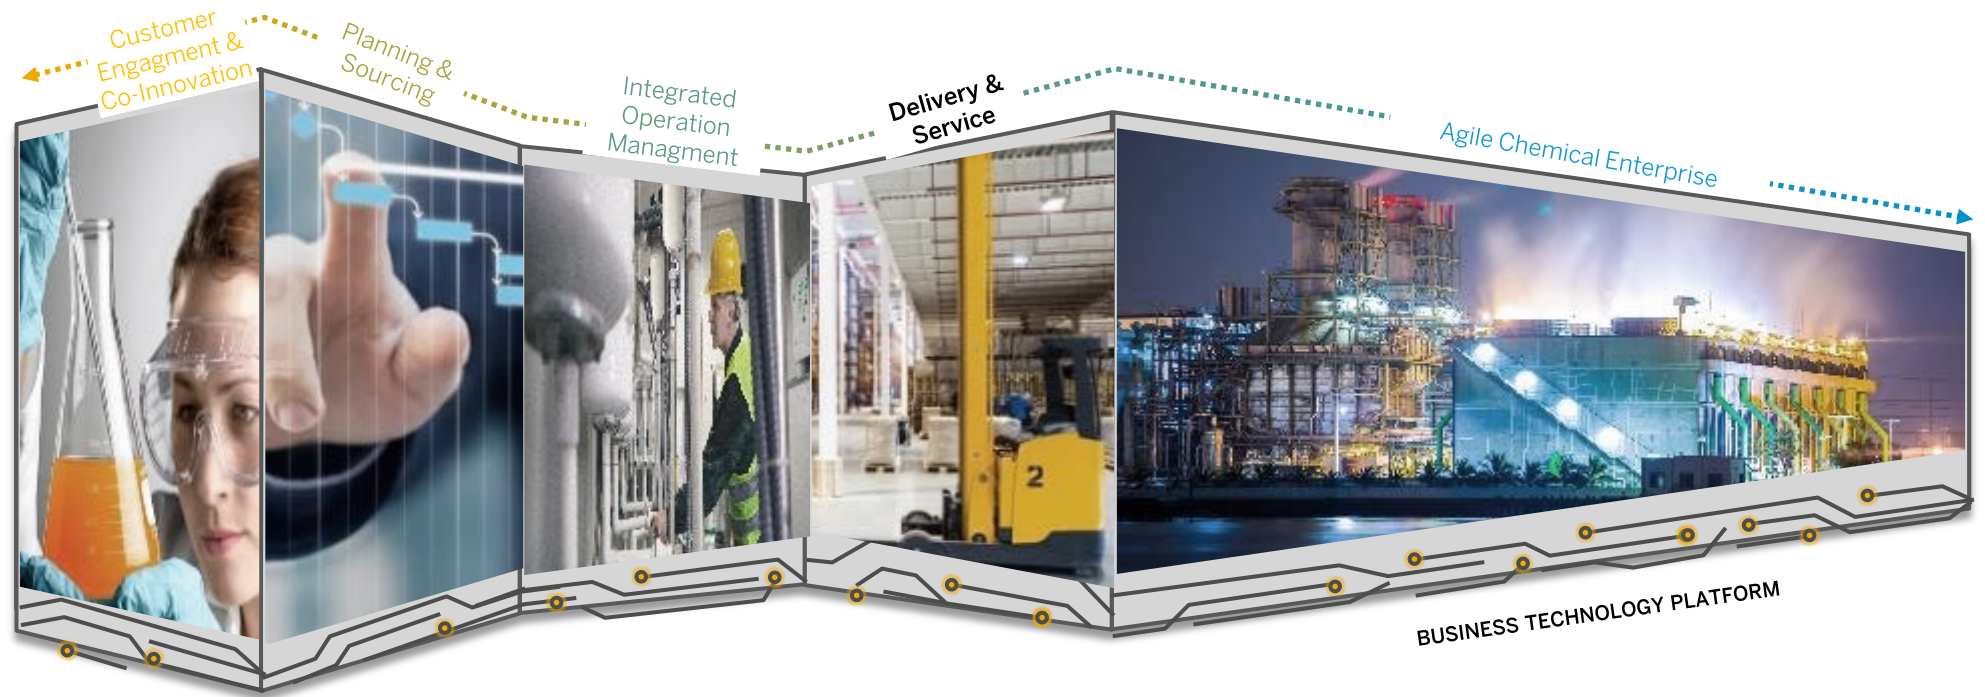 Customer
Engagment &
Co-Innovation
Planning &
Sourcing
Integrated
Operation
Managment
Delivery &
Service
Agile Chemical Enterprise
2
BUSINESS TECHNOLOGY PLATFORM